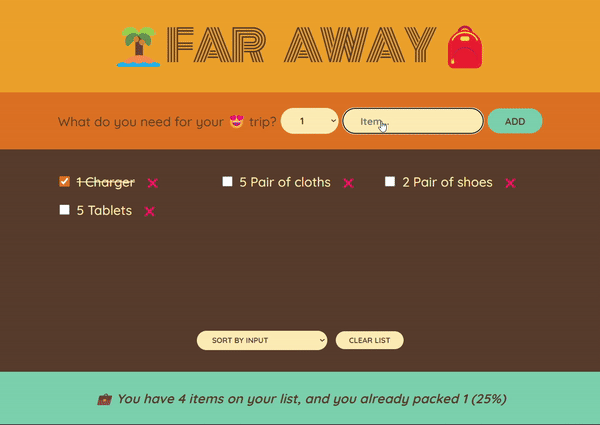 FAR AWAY
What do you need for your 😍 trip? 1 Item... ADD
1 Charger ❌ 5 Pair of cloths ❌ 2 Pair of shoes ❌
5 Tablets ❌
SORT BY INPUT CLEAR LIST
💼 You have 4 items on your list, and you already packed 1 (25%)